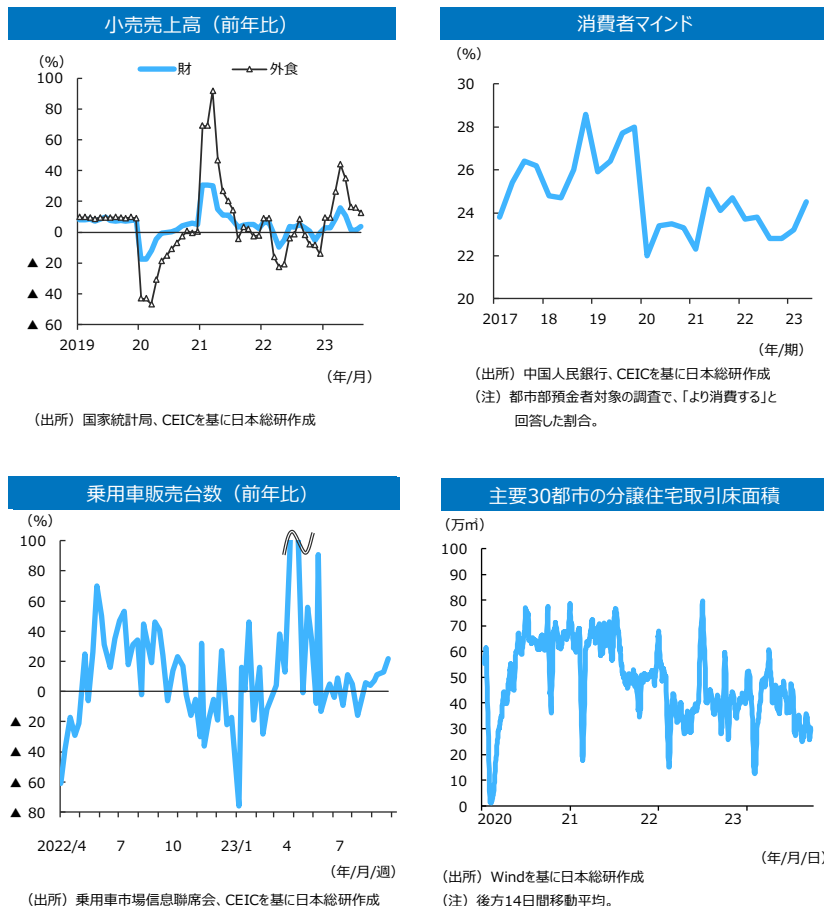 小売売上高（前年比）
（%）
財
外食
100
80
60
40
20
0
▲ 20
▲ 40
▲ 60
2019 20 21 22 23
（年/月）
（出所）国家統計局、CEICを基に日本総研作成
消費者マインド
（%）
30
28
26
24
22
20
2017 18 19 20 21 22 23
（年/期）
（出所）中国人民銀行、CEICを基に日本総研作成
（注）都市部預金者対象の調査で、「より消費する」と
回答した割合。
乗用車販売台数（前年比）
（%）
100
80
60
40
20
0
▲ 20
▲ 40
▲ 60
▲ 80
2022/4 7 10 23/1 4 7
（年/月/週）
（出所）乗用車市場信息聯席会、CEICを基に日本総研作成
主要30都市の分譲住宅取引床面積
（万㎡）
100
90
80
70
60
50
40
30
20
10
0
2020 21 22 23
（年/月/日）
（出所）Windを基に日本総研作成
（注）後方14日間移動平均。